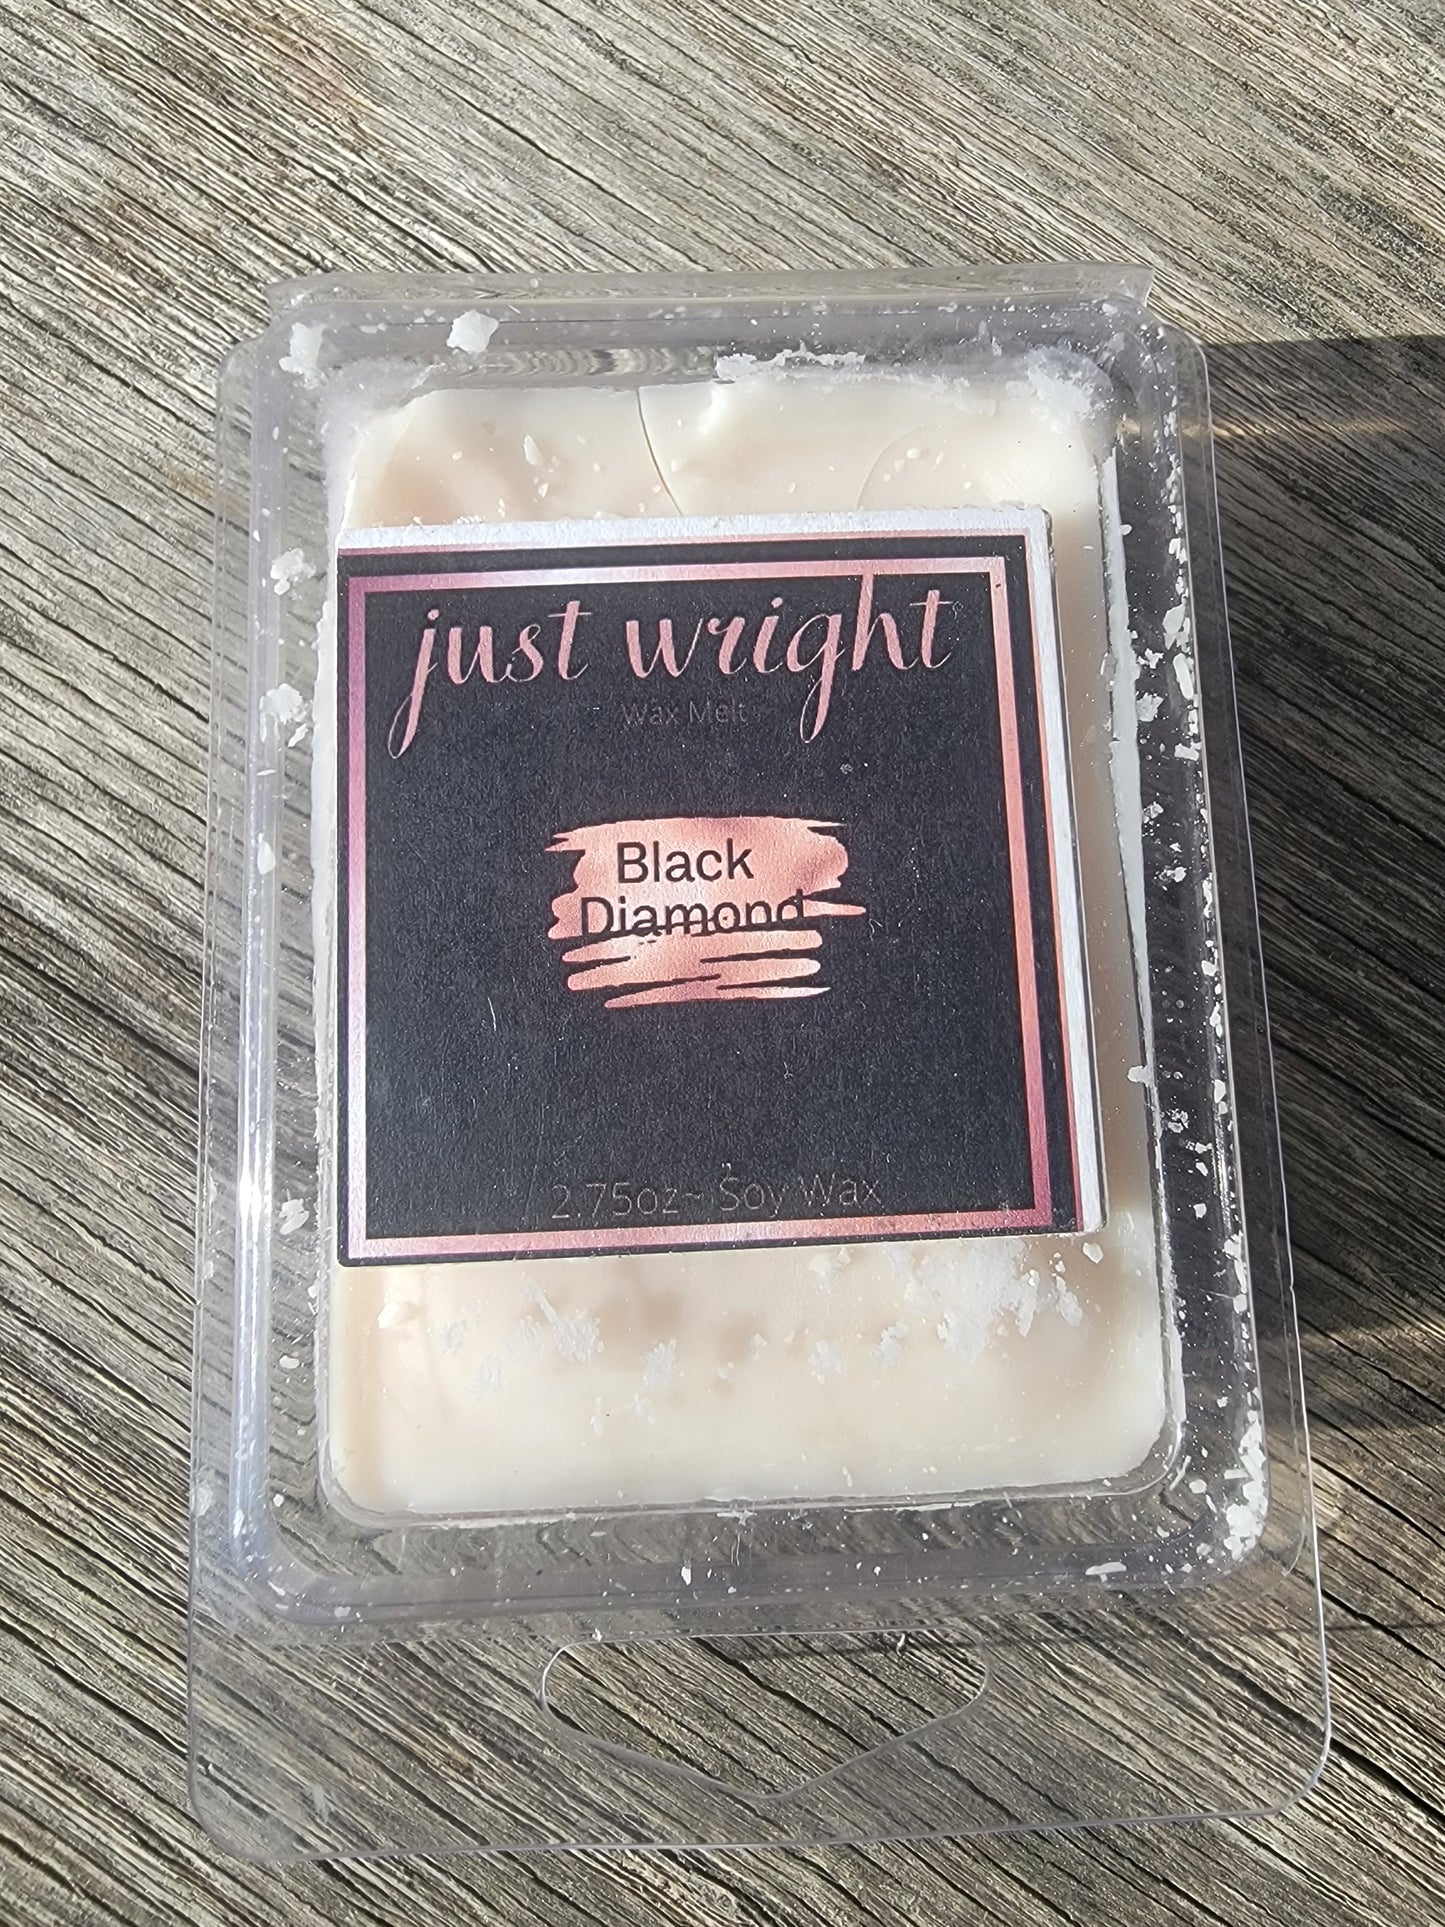 just wright
Wax Melt
Black
Diamond
2.75oz~ Soy Wax